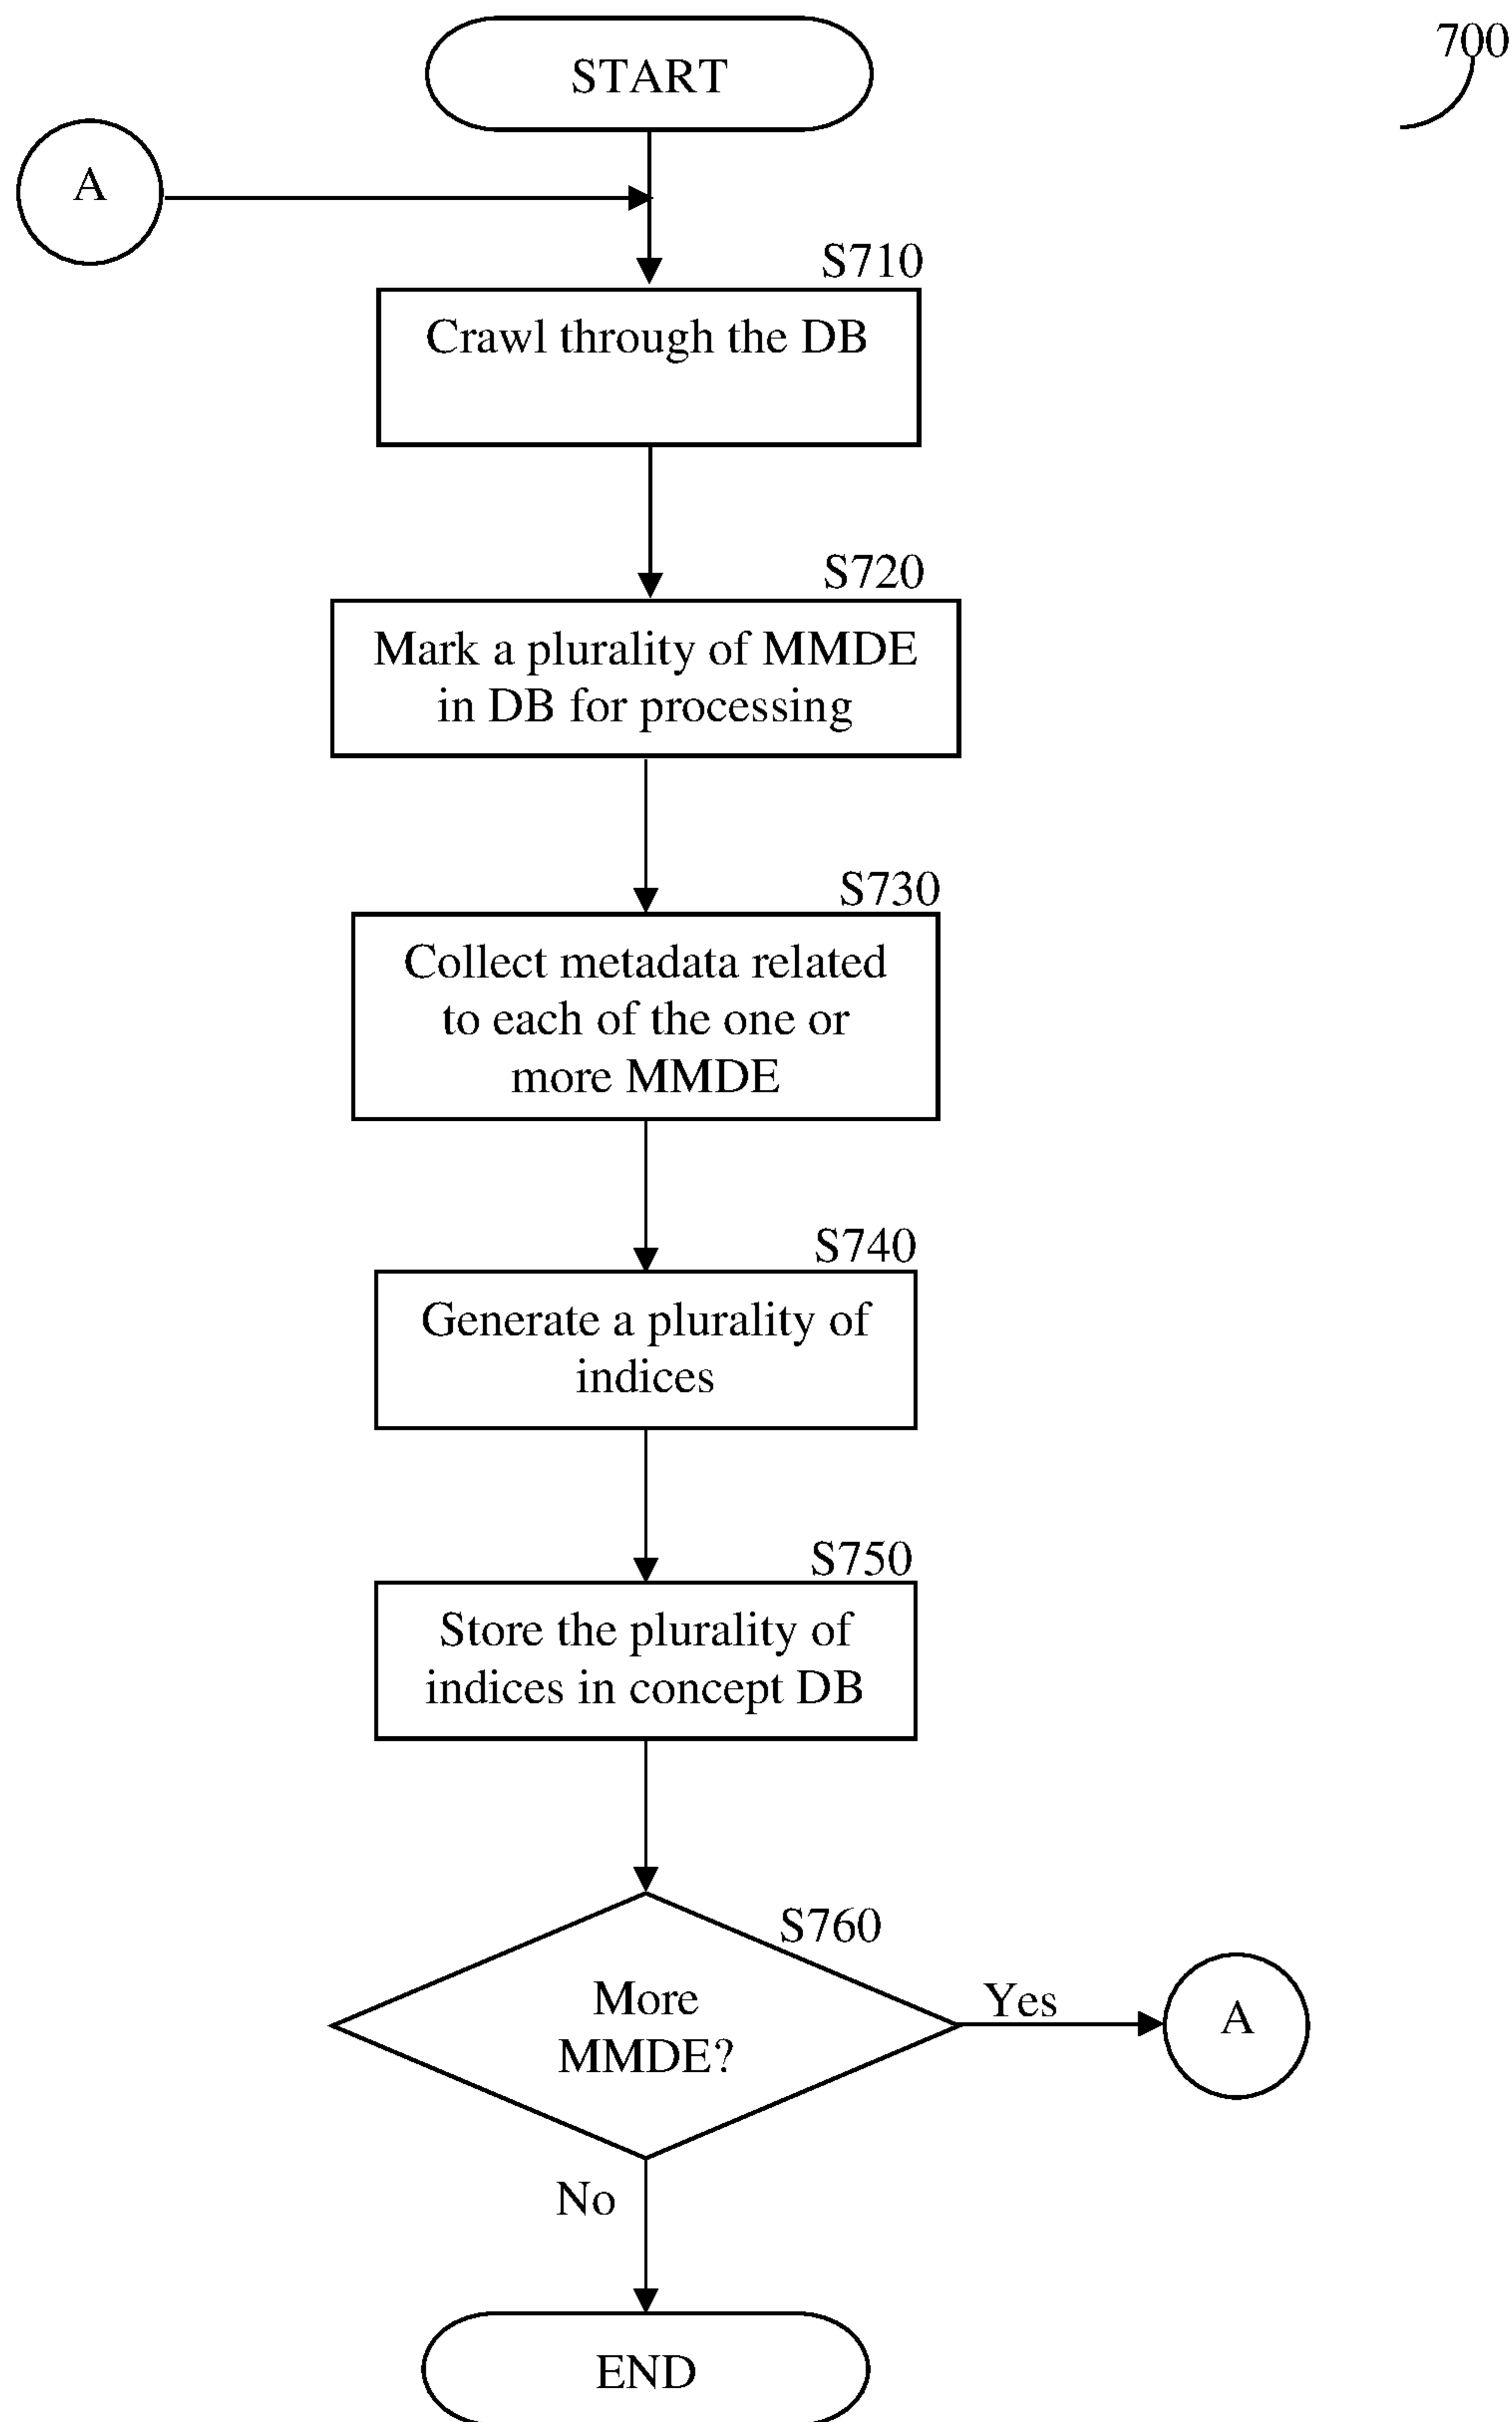 START
700
A
S710
Crawl through the DB
S720
Mark a plurality of MMDE
in DB for processing
S730
Collect metadata related
to each of the one or
more MMDE
S740
Generate a plurality of
indices
S750
Store the plurality of
indices in concept DB
S760
More
MMDE?
Yes
A
No
END